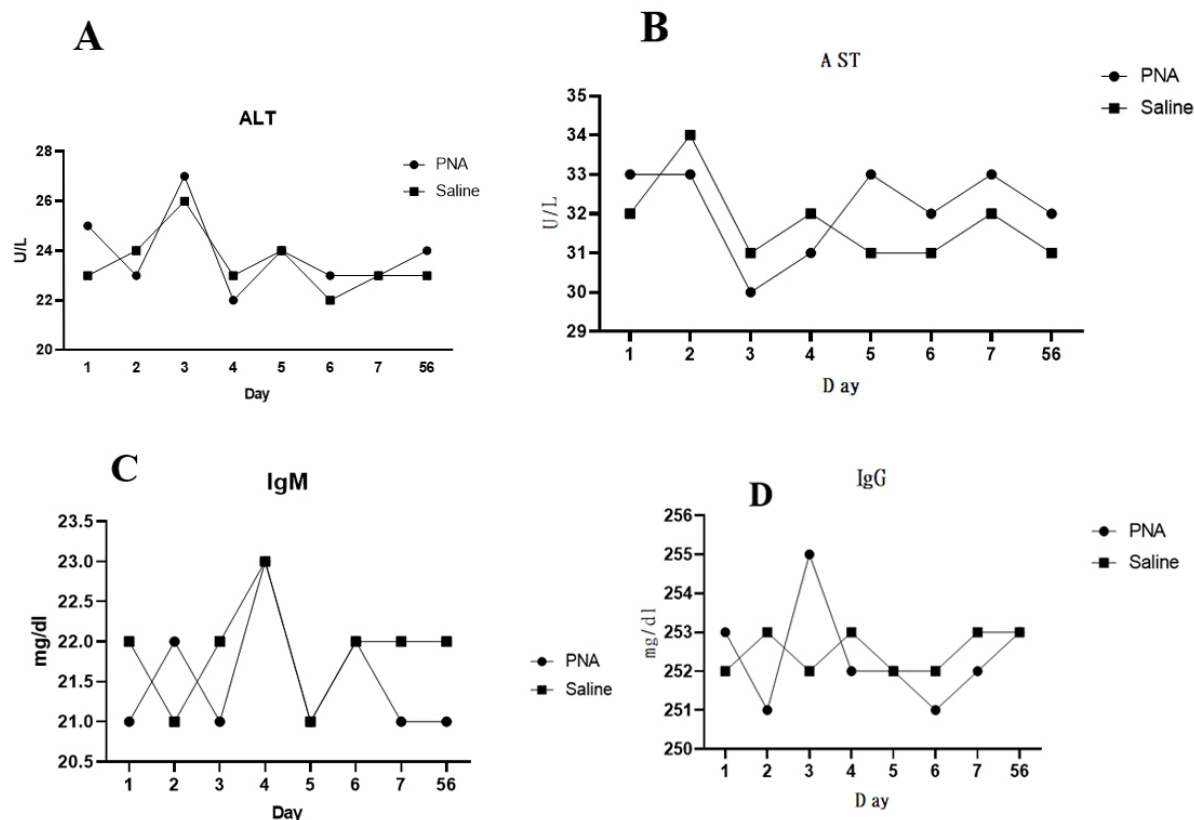 A
ALT
28
26
24
22
20
U/L
PNA
Saline
1 2 3 4 5 6 7 56
Day
B
A ST
35
34
33
32
31
30
29
U/L
PNA
Saline
1 2 3 4 5 6 7 56
D ay
C
IgM
23.5
23.0
22.5
22.0
21.5
21.0
20.5
mg/dl
PNA
Saline
1 2 3 4 5 6 7 56
Day
D
IgG
256
255
254
253
252
251
250
mg/dl
PNA
Saline
1 2 3 4 5 6 7 56
D ay